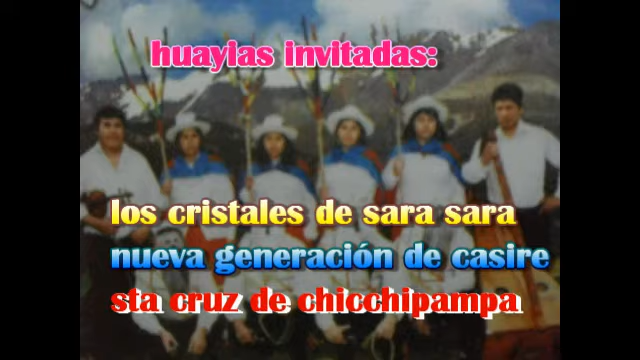 huaylas invitadas:
los cristales de sara sara
nueva generación de casire
sta cruz de chicchipampa